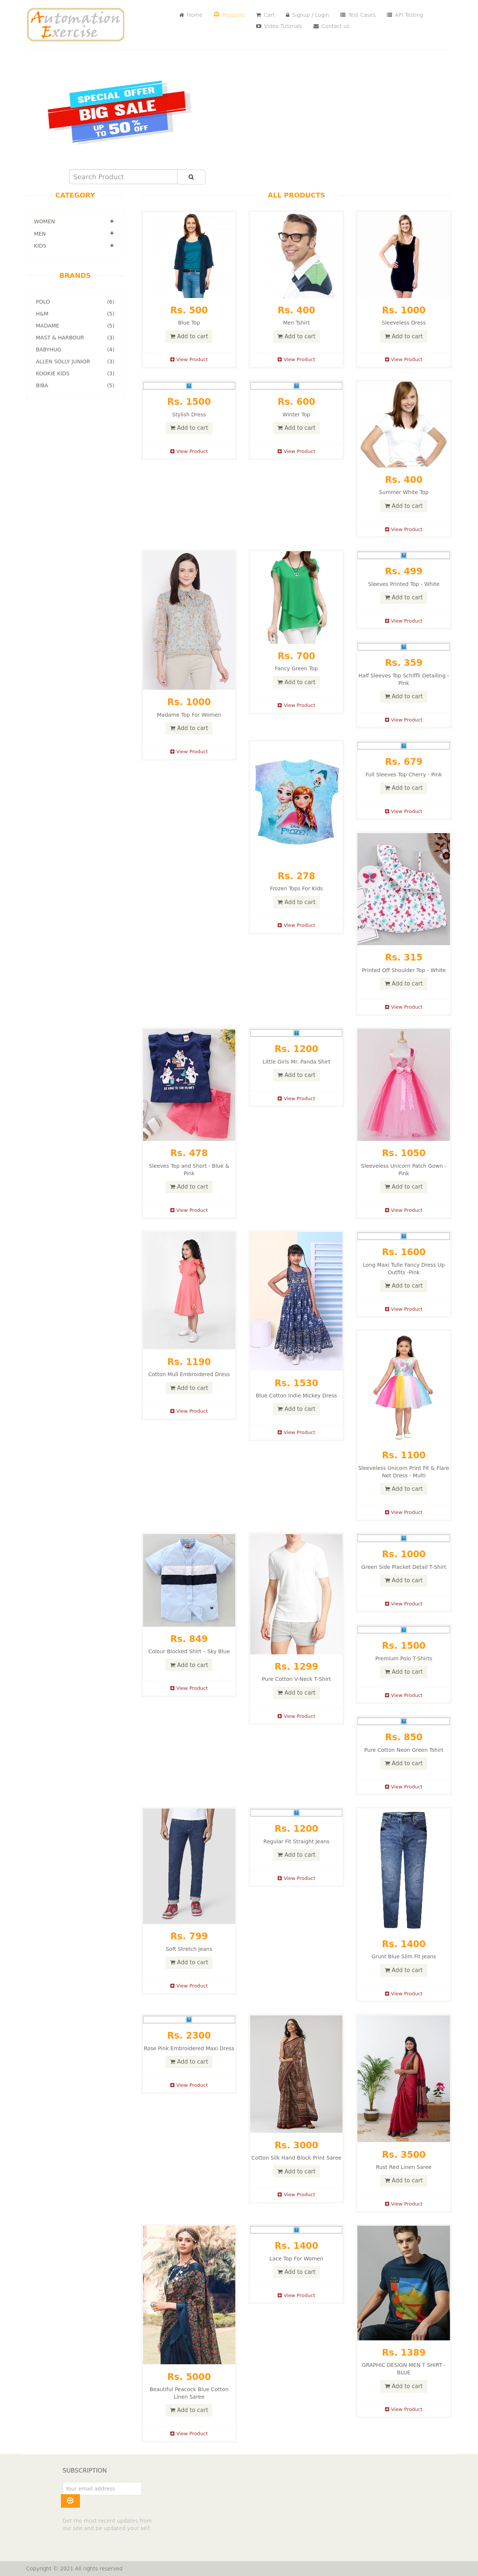 Automation
Exercise
Home
Products
Cart
Signup / Login
Test Cases
API Testing
Video Tutorials
Contact us
SPECIAL OFFER
BIG SALE
UP TO 50% OFF
Search Product
CATEGORY
WOMEN
MEN
KIDS
BRANDS
POLO (6)
H&M (5)
MADAME (5)
MAST & HARBOUR (3)
BABYHUG (4)
ALLEN SOLLY JUNIOR (3)
KOOKIE KIDS (3)
BIBA (5)
ALL PRODUCTS
Rs. 500
Blue Top
Add to cart
View Product
Rs. 400
Men Tshirt
Add to cart
View Product
Rs. 1000
Sleeveless Dress
Add to cart
View Product
Rs. 1500
Stylish Dress
Add to cart
View Product
Rs. 600
Winter Top
Add to cart
View Product
Rs. 400
Summer White Top
Add to cart
View Product
Rs. 1000
Madame Top For Women
Add to cart
View Product
Rs. 700
Fancy Green Top
Add to cart
View Product
Rs. 499
Sleeves Printed Top - White
Add to cart
View Product
Rs. 359
Half Sleeves Top Schiffli Detailing -
Pink
Add to cart
View Product
FROZEN
Rs. 278
Frozen Tops For Kids
Add to cart
View Product
Rs. 679
Full Sleeves Top Cherry - Pink
Add to cart
View Product
Rs. 315
Printed Off Shoulder Top - White
Add to cart
View Product
Rs. 478
Sleeves Top and Short - Blue &
Pink
Add to cart
View Product
Rs. 1200
Little Girls Mr. Panda Shirt
Add to cart
View Product
Rs. 1050
Sleeveless Unicorn Patch Gown -
Pink
Add to cart
View Product
Rs. 1190
Cotton Mull Embroidered Dress
Add to cart
View Product
Rs. 1530
Blue Cotton Indie Mickey Dress
Add to cart
View Product
Rs. 1600
Long Maxi Tulle Fancy Dress Up
Outfits -Pink
Add to cart
View Product
Rs. 1100
Sleeveless Unicorn Print Fit & Flare
Net Dress - Multi
Add to cart
View Product
Rs. 849
Colour Blocked Shirt – Sky Blue
Add to cart
View Product
Rs. 1299
Pure Cotton V-Neck T-Shirt
Add to cart
View Product
Rs. 1000
Green Side Placket Detail T-Shirt
Add to cart
View Product
Rs. 1500
Premium Polo T-Shirts
Add to cart
View Product
Rs. 850
Pure Cotton Neon Green Tshirt
Add to cart
View Product
Rs. 799
Soft Stretch Jeans
Add to cart
View Product
Rs. 1200
Regular Fit Straight Jeans
Add to cart
View Product
Rs. 1400
Grunt Blue Slim Fit Jeans
Add to cart
View Product
Rs. 2300
Rose Pink Embroidered Maxi Dress
Add to cart
View Product
Rs. 3000
Cotton Silk Hand Block Print Saree
Add to cart
View Product
Rs. 3500
Rust Red Linen Saree
Add to cart
View Product
Rs. 5000
Beautiful Peacock Blue Cotton
Linen Saree
Add to cart
View Product
Rs. 1400
Lace Top For Women
Add to cart
View Product
Rs. 1389
GRAPHIC DESIGN MEN T SHIRT -
BLUE
Add to cart
View Product
SUBSCRIPTION
Your email address
Get the most recent updates from
our site and be updated your self.
Copyright © 2021 All rights reserved